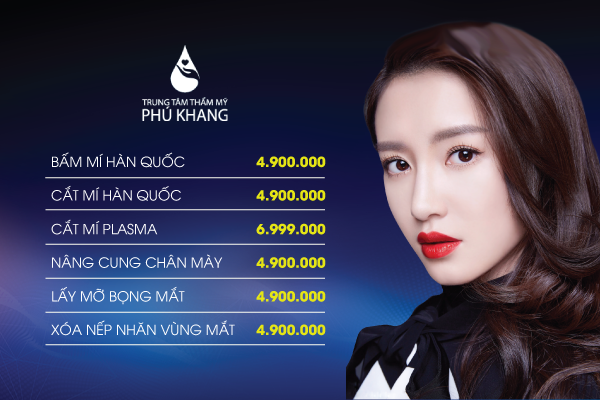 TRUNG TÂM THẨM MỸ
PHÚ KHANG
BẤM MÍ HÀN QUỐC 4.900.000
CẮT MÍ HÀN QUỐC 4.900.000
CẮT MÍ PLASMA 6.999.000
NÂNG CUNG CHÂN MÀY 4.900.000
LẤY MỠ BỌNG MẮT 4.900.000
XÓA NẾP NHĂN VÙNG MẮT 4.900.000